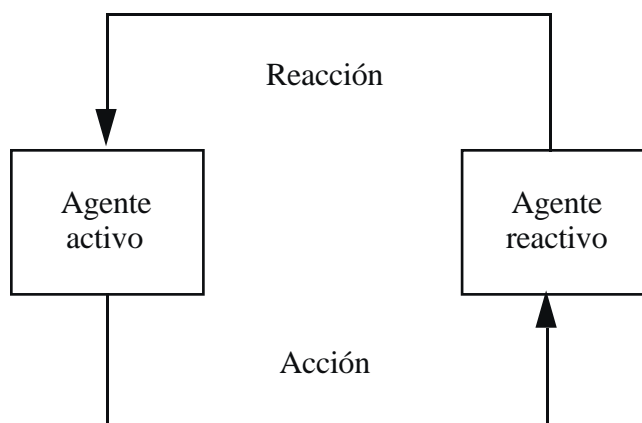 Reacción
Agente
activo
Agente
reactivo
Acción